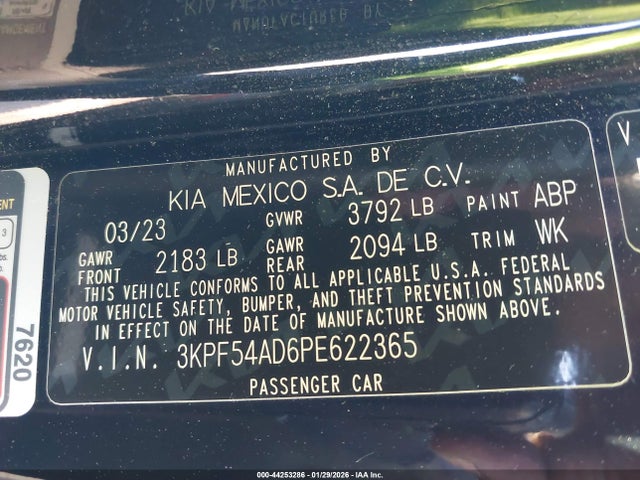 MANUFACTURED BY
KIA MEXICO S.A. DE C.V.
03/23 GVWR 3792 LB PAINT ABP
GAWR FRONT 2183 LB GAWR REAR 2094 LB TRIM WK
THIS VEHICLE CONFORMS TO ALL APPLICABLE U.S.A. FEDERAL
MOTOR VEHICLE SAFETY, BUMPER, AND THEFT PREVENTION STANDARDS
IN EFFECT ON THE DATE OF MANUFACTURE SHOWN ABOVE.
V.I.N. 3KPF54AD6PE622365
PASSENGER CAR
7620
000-44253286 - 01/29/2026 - IAA Inc.